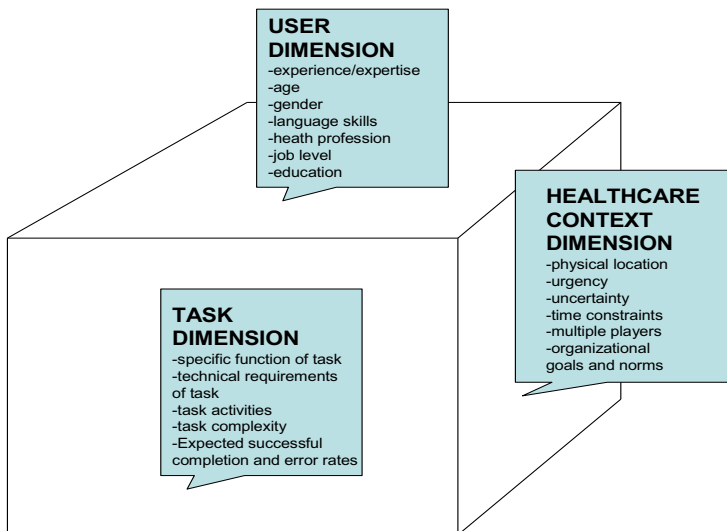 USER
DIMENSION
-experience/expertise
-age
-gender
-language skills
-heath profession
-job level
-education
HEALTHCARE
CONTEXT
DIMENSION
-physical location
-urgency
-uncertainty
-time constraints
-multiple players
-organizational
goals and norms
TASK
DIMENSION
-specific function of task
-technical requirements
of task
-task activities
-task complexity
-Expected successful
completion and error rates